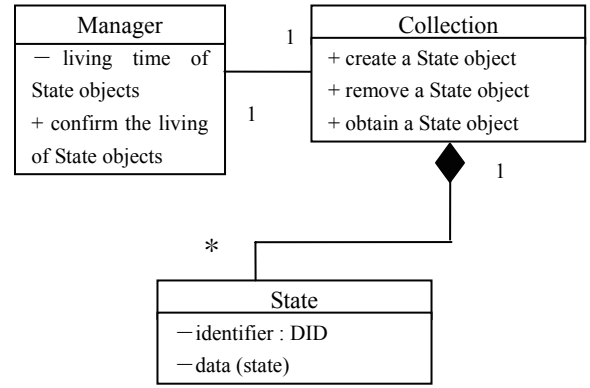 Manager
－ living time of
State objects
+ confirm the living
of State objects
1
1
Collection
+ create a State object
+ remove a State object
+ obtain a State object
1
*
State
－identifier : DID
－data (state)